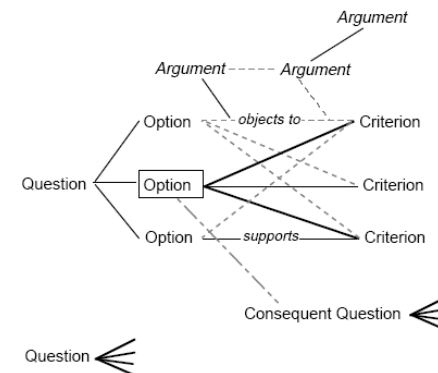 Argument
Argument
Argument
Option
objects to
Criterion
Question
Option
Criterion
Option
supports
Criterion
Consequent Question
Question